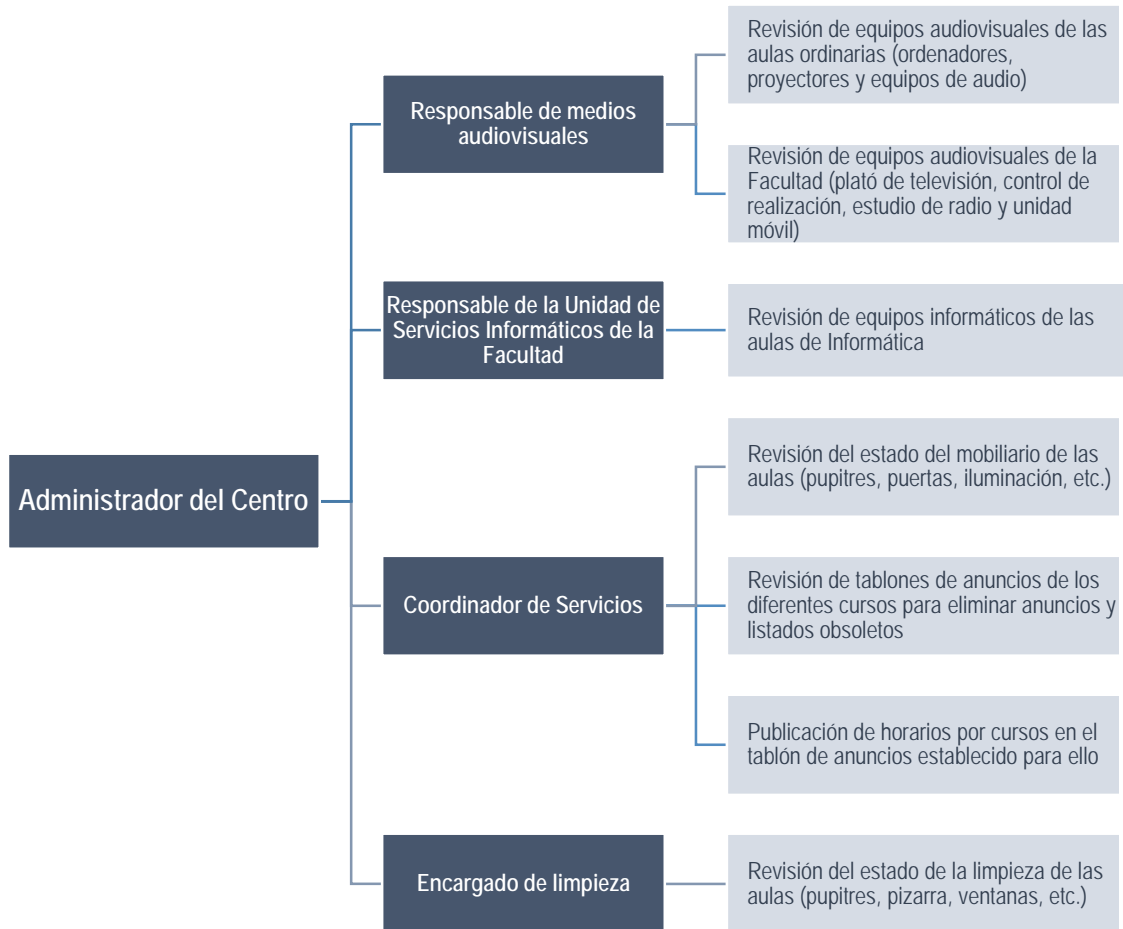 Administrador del Centro
Responsable de medios
audiovisuales
Revisión de equipos audiovisuales de las
aulas ordinarias (ordenadores,
proyectores y equipos de audio)
Revisión de equipos audiovisuales de la
Facultad (plató de televisión, control de
realización, estudio de radio y unidad
móvil)
Responsable de la Unidad de
Servicios Informáticos de la
Facultad
Revisión de equipos informáticos de las
aulas de Informática
Coordinador de Servicios
Revisión del estado del mobiliario de las
aulas (pupitres, puertas, iluminación, etc.)
Revisión de tablones de anuncios de los
diferentes cursos para eliminar anuncios y
listados obsoletos
Publicación de horarios por cursos en el
tablón de anuncios establecido para ello
Encargado de limpieza
Revisión del estado de la limpieza de las
aulas (pupitres, pizarra, ventanas, etc.)